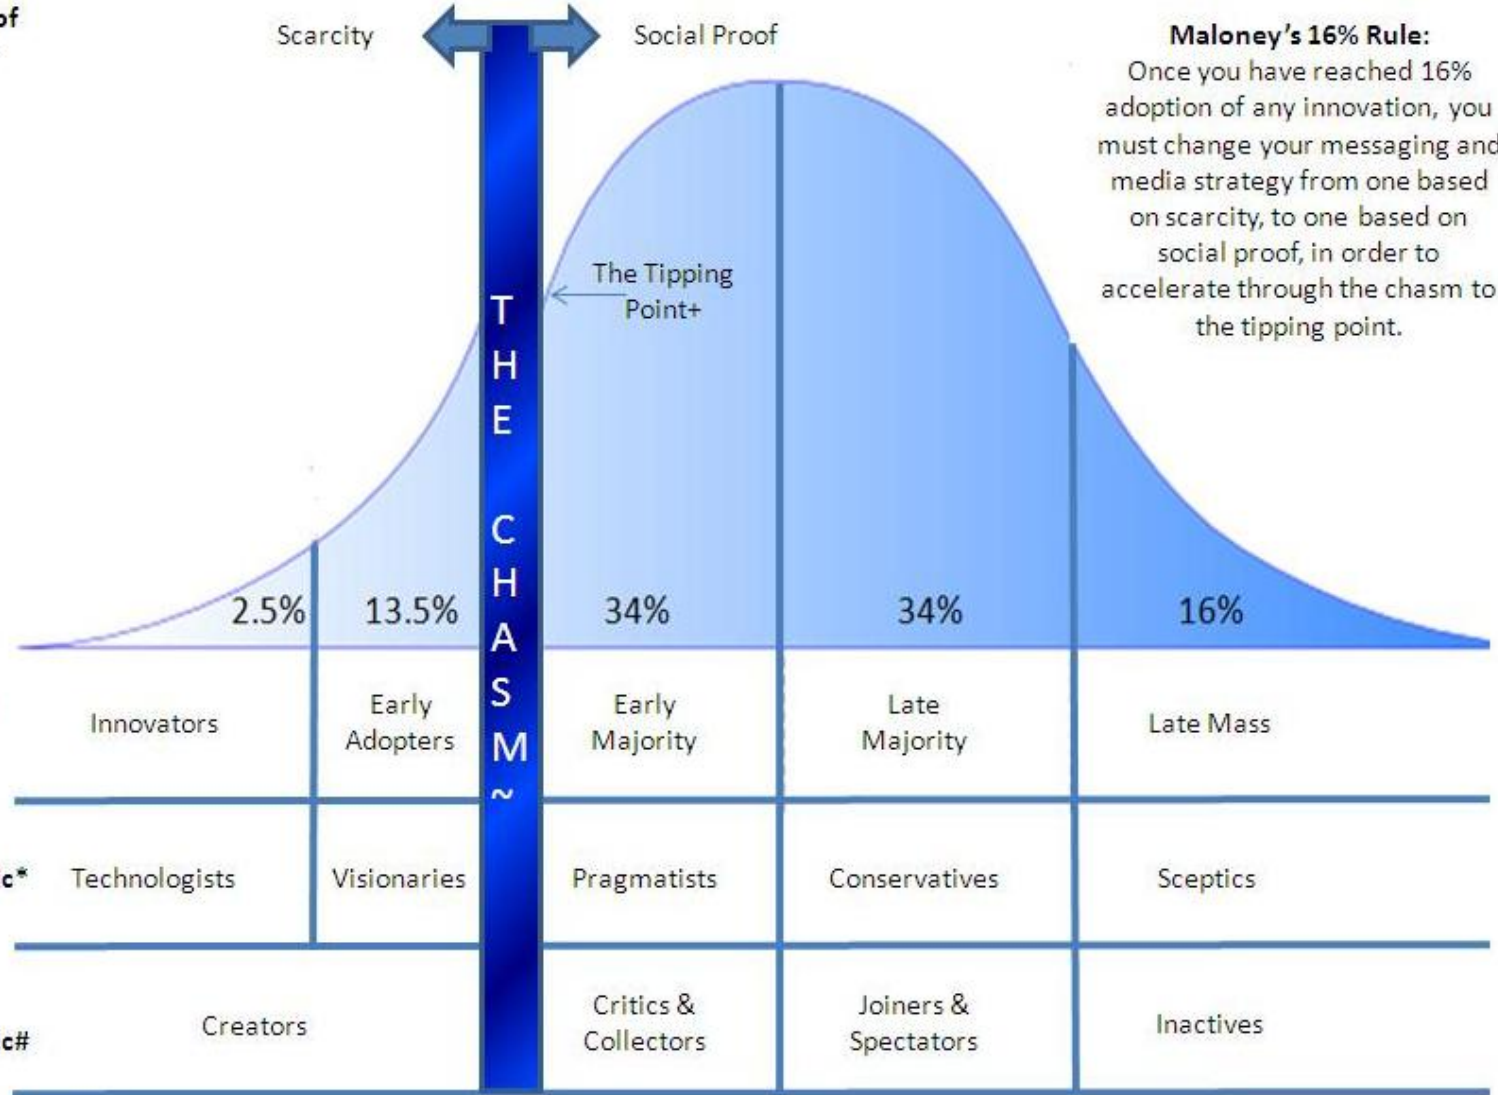 of
Scarcity
Social Proof
Maloney's 16% Rule:
Once you have reached 16%
adoption of any innovation, you
must change your messaging and
media strategy from one based
on scarcity, to one based on
social proof, in order to
accelerate through the chasm to
the tipping point.
The Tipping
Point+
THE CHASM~
2.5%
13.5%
34%
34%
16%
Innovators
Early
Adopters
Early
Majority
Late
Majority
Late Mass
c*
Technologists
Visionaries
Pragmatists
Conservatives
Sceptics
c#
Creators
Critics &
Collectors
Joiners &
Spectators
Inactives